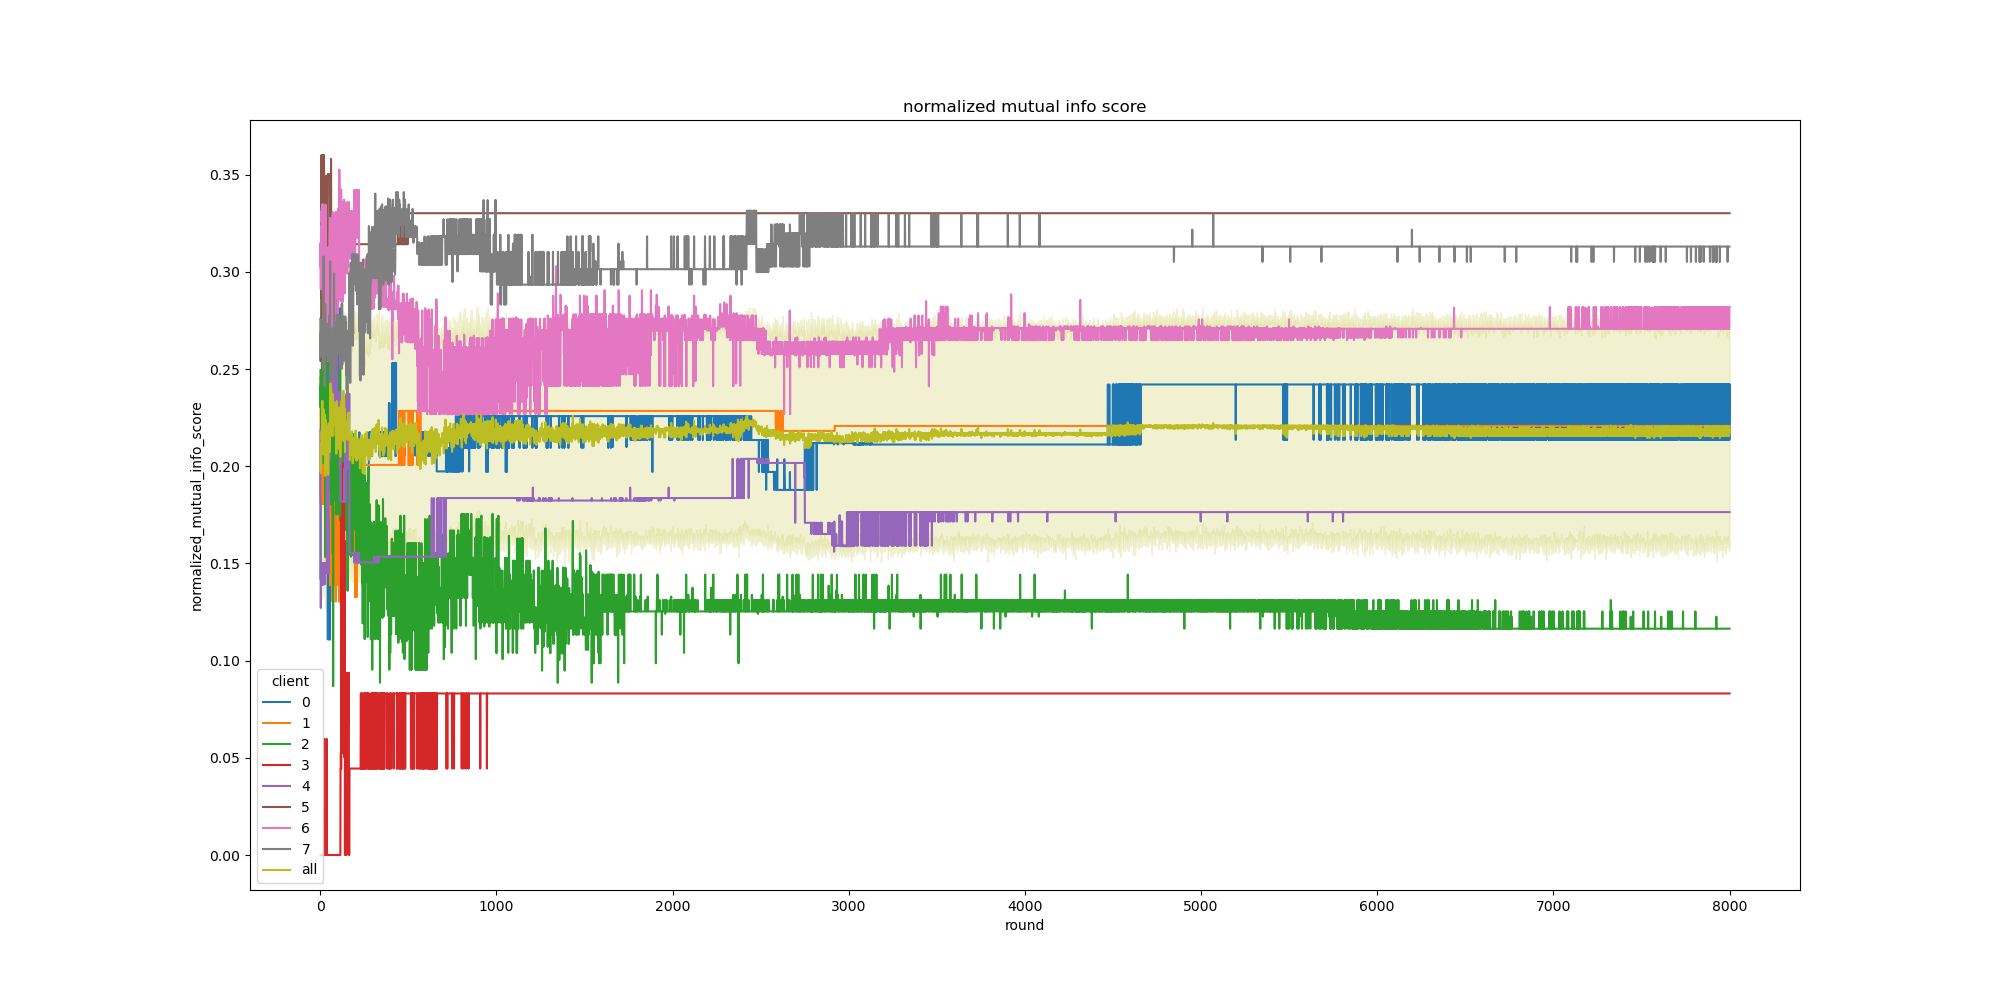 normalized mutual info score
normalized_mutual_info_score
0.35
0.30
0.25
0.20
0.15
0.10
0.05
0.00
client
0
1
2
3
4
5
6
7
all
0 1000 2000 3000 4000 5000 6000 7000 8000
round